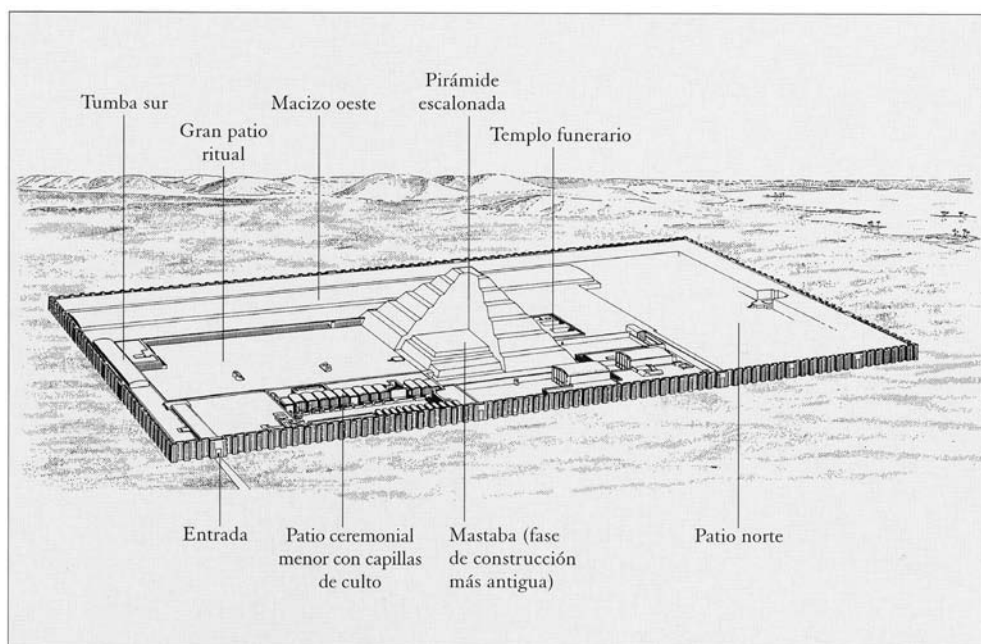 Pirámide
escalonada
Tumba sur
Macizo oeste
Gran patio
ritual
Templo funerario
Entrada
Patio ceremonial
menor con capillas
de culto
Mastaba (fase
de construcción
más antigua)
Patio norte